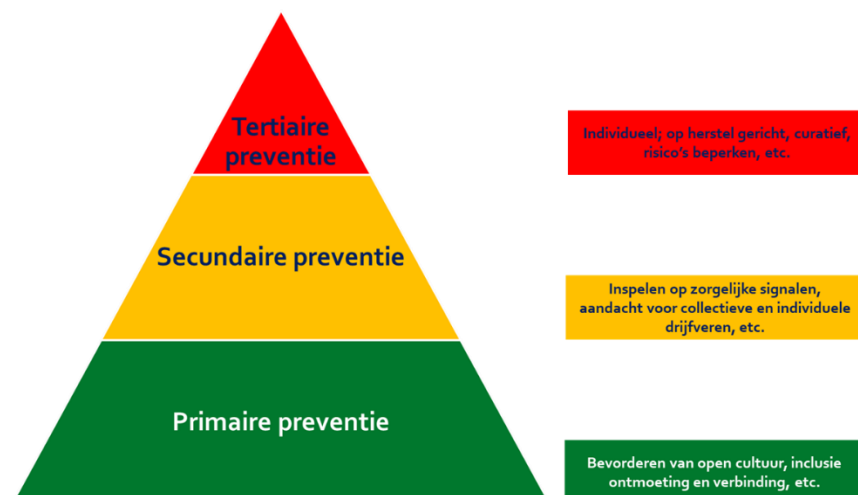 Tertiaire
preventie
Individueel; op herstel gericht, curatief,
risico's beperken, etc.
Secundaire preventie
Inspelen op zorgelijke signalen,
aandacht voor collectieve en individuele
drijfveren, etc.
Primaire preventie
Bevorderen van open cultuur, inclusie
ontmoeting en verbinding, etc.